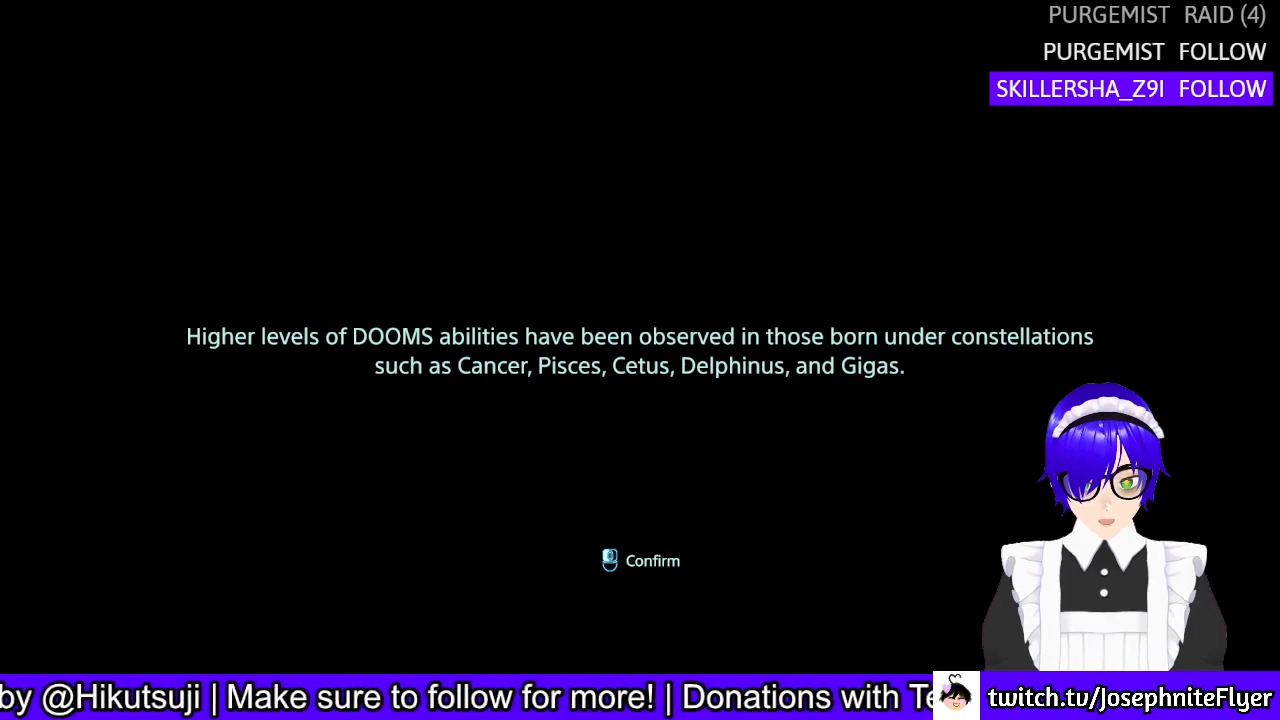 PURGEMIST RAID (4)
PURGEMIST FOLLOW
SKILLERSHA_Z9I FOLLOW
Higher levels of DOOMS abilities have been observed in those born under constellations
such as Cancer, Pisces, Cetus, Delphinus, and Gigas.
Confirm
by @Hikutsuji | Make sure to follow for more! | Donations with Te
twitch.tv/JosephniteFlyer